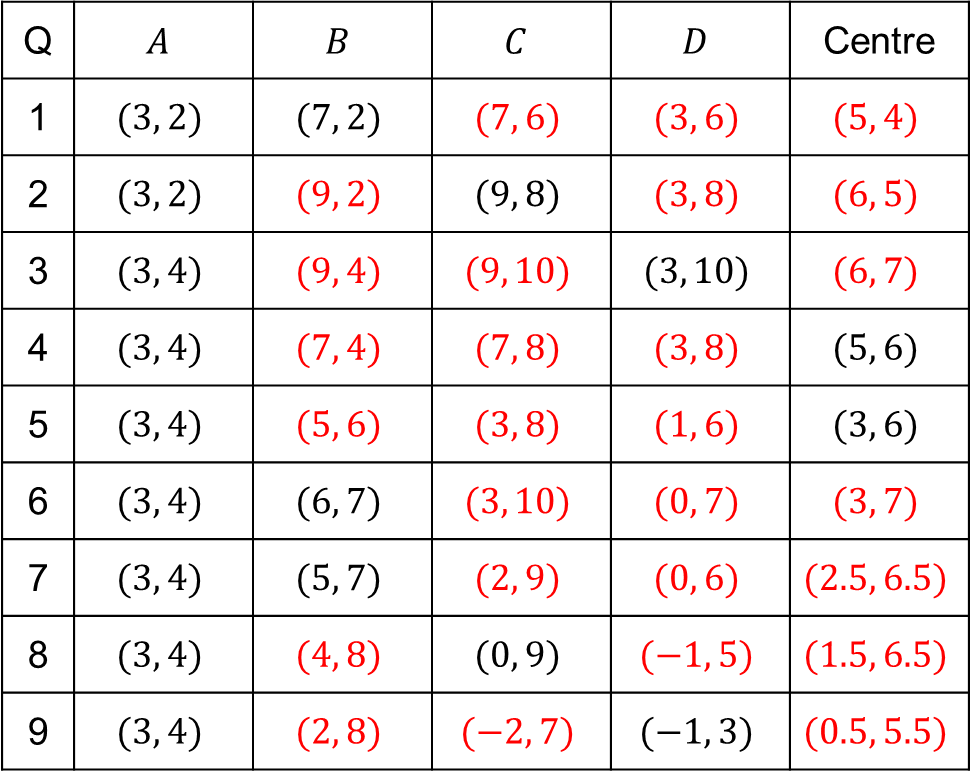 Q A B C D Centre
1 (3, 2) (7, 2) (7, 6) (3, 6) (5, 4)
2 (3, 2) (9, 2) (9, 8) (3, 8) (6, 5)
3 (3, 4) (9, 4) (9, 10) (3, 10) (6, 7)
4 (3, 4) (7, 4) (7, 8) (3, 8) (5, 6)
5 (3, 4) (5, 6) (3, 8) (1, 6) (3, 6)
6 (3, 4) (6, 7) (3, 10) (0, 7) (3, 7)
7 (3, 4) (5, 7) (2, 9) (0, 6) (2.5, 6.5)
8 (3, 4) (4, 8) (0, 9) (−1, 5) (1.5, 6.5)
9 (3, 4) (2, 8) (−2, 7) (−1, 3) (0.5, 5.5)